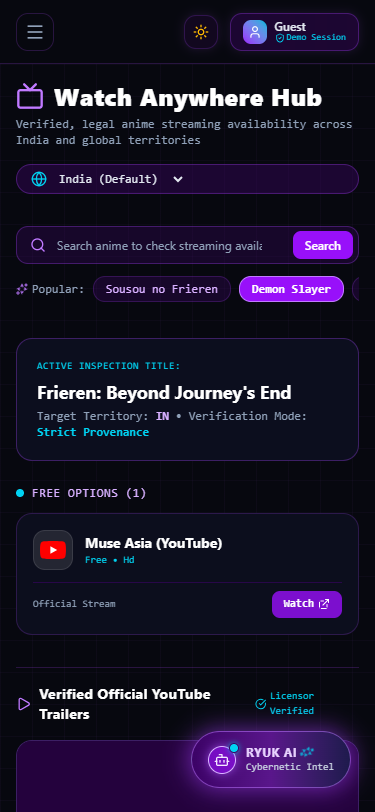 Guest
Demo Session
Watch Anywhere Hub
Verified, legal anime streaming availability across
India and global territories
India (Default)
Search anime to check streaming availa
Search
Popular:
Sousou no Frieren
Demon Slayer
ACTIVE INSPECTION TITLE:
Frieren: Beyond Journey's End
Target Territory: IN • Verification Mode:
Strict Provenance
FREE OPTIONS (1)
Muse Asia (YouTube)
Free • Hd
Official Stream
Watch
Verified Official YouTube
Trailers
Licensor
Verified
RYUK AI
Cybernetic Intel